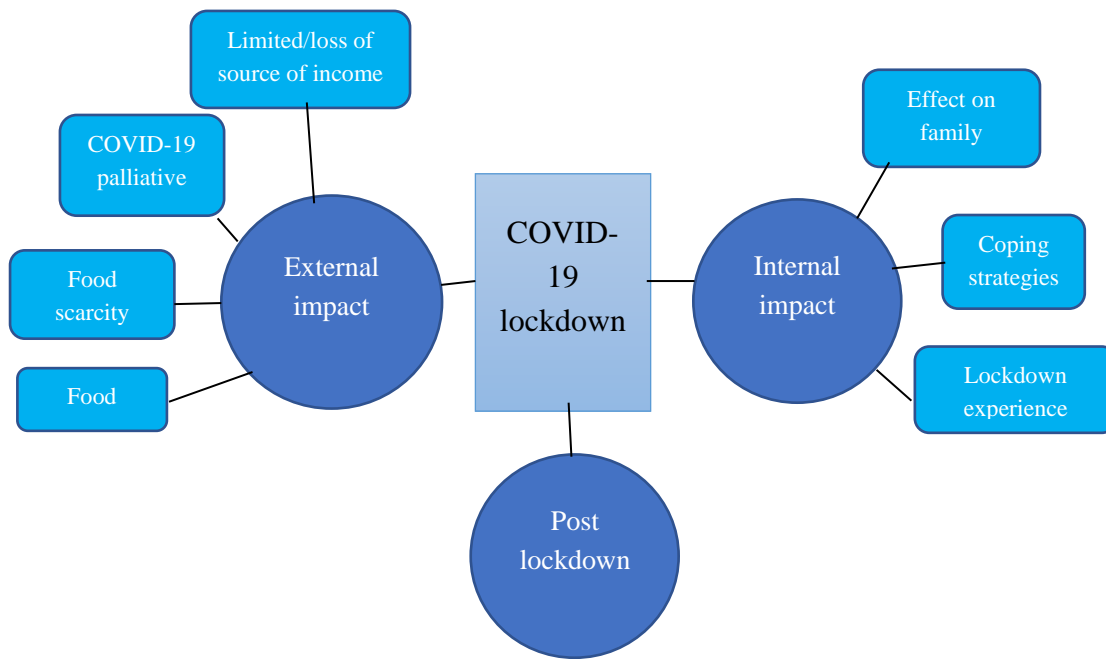 Limited/loss of
source of income
COVID-19
palliative
Food
scarcity
Food
External
impact
COVID-
19
lockdown
Internal
impact
Effect on
family
Coping
strategies
Lockdown
experience
Post
lockdown